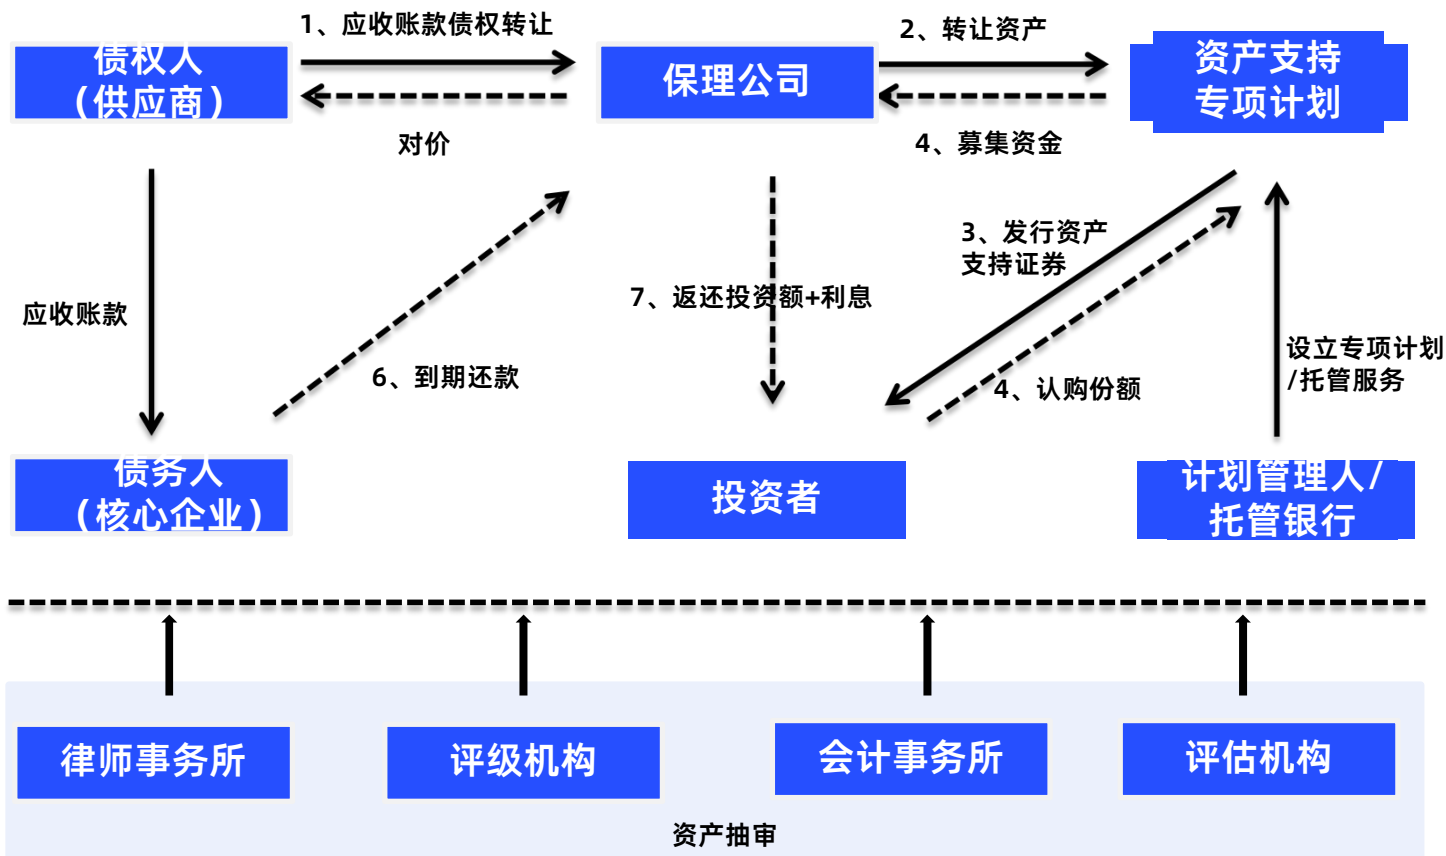 1、应收账款债权转让
2、转让资产
债权人
(供应商)
保理公司
资产支持
专项计划
对价
4、募集资金
3、发行资产
支持证券
7、返还投资额+利息
应收账款
6、到期还款
4、认购份额
设立专项计划
/托管服务
债务人
(核心企业)
投资者
计划管理人/
托管银行
律师事务所
评级机构
会计事务所
评估机构
资产抽审